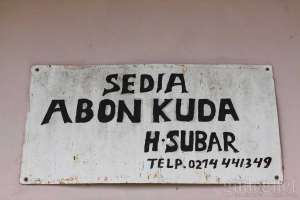 SEDIA
ABON KUDA
H·SUBAR
TELP. 0274 441349